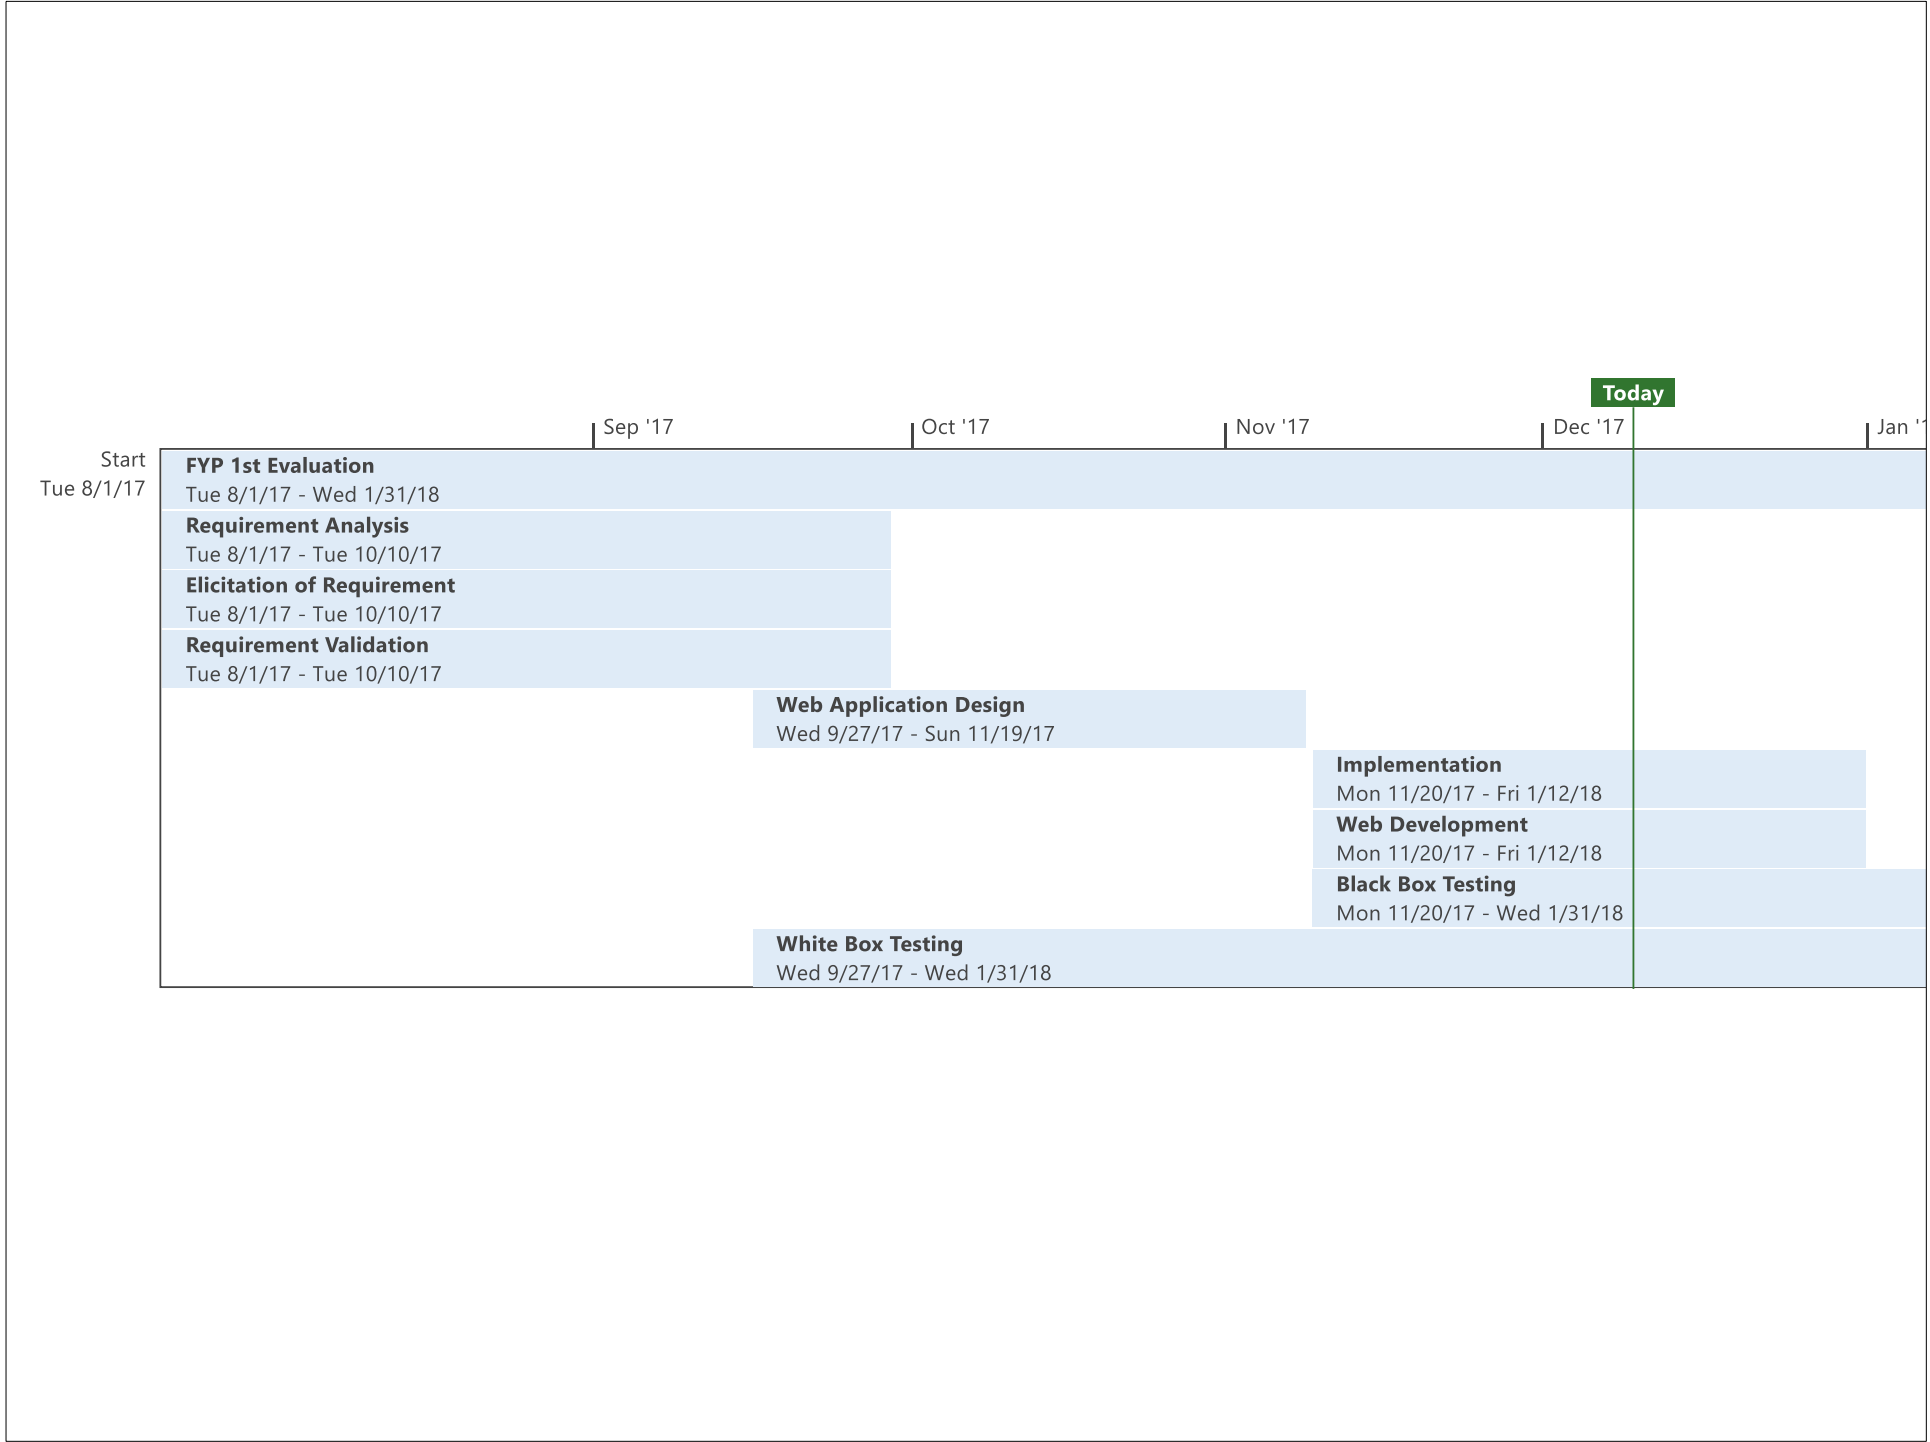 Today
Sep '17
Oct '17
Nov '17
Dec '17
Jan
Start
Tue 8/1/17
FYP 1st Evaluation
Tue 8/1/17 - Wed 1/31/18
Requirement Analysis
Tue 8/1/17 - Tue 10/10/17
Elicitation of Requirement
Tue 8/1/17 - Tue 10/10/17
Requirement Validation
Tue 8/1/17 - Tue 10/10/17
Web Application Design
Wed 9/27/17 - Sun 11/19/17
Implementation
Mon 11/20/17 - Fri 1/12/18
Web Development
Mon 11/20/17 - Fri 1/12/18
Black Box Testing
Mon 11/20/17 - Wed 1/31/18
White Box Testing
Wed 9/27/17 - Wed 1/31/18